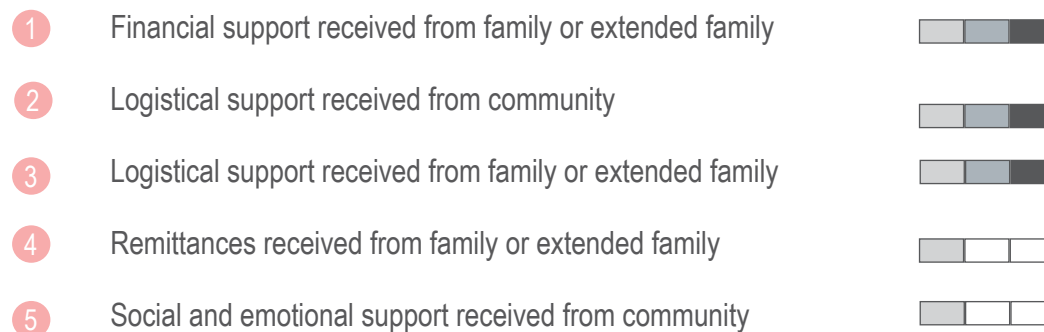 1 Financial support received from family or extended family
2 Logistical support received from community
3 Logistical support received from family or extended family
4 Remittances received from family or extended family
5 Social and emotional support received from community